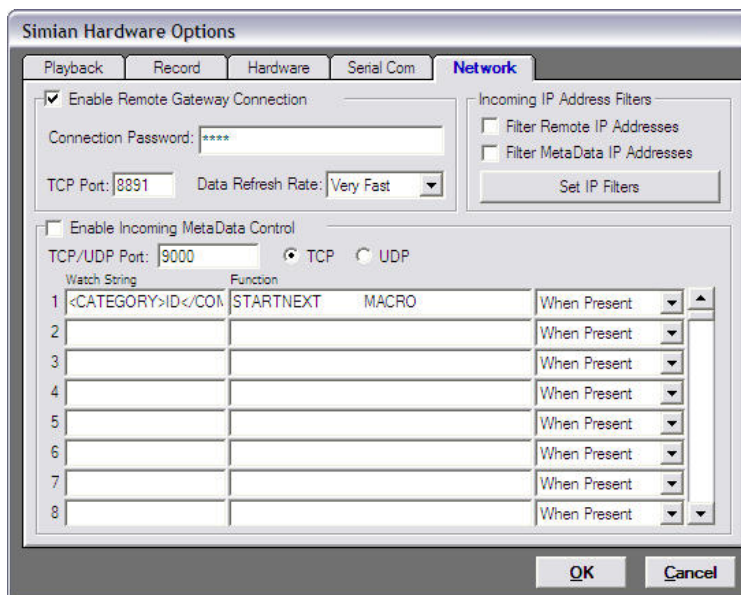 Simian Hardware Options
Playback Record Hardware Serial Com Network
Enable Remote Gateway Connection
Connection Password: ****
TCP Port: 8891 Data Refresh Rate: Very Fast
Incoming IP Address Filters
Filter Remote IP Addresses
Filter MetaData IP Addresses
Set IP Filters
Enable Incoming MetaData Control
TCP/UDP Port: 9000 TCP UDP
Watch String Function
1 <CATEGORY>ID</COM STARTNEXT MACRO When Present
2 When Present
3 When Present
4 When Present
5 When Present
6 When Present
7 When Present
8 When Present
OK Cancel